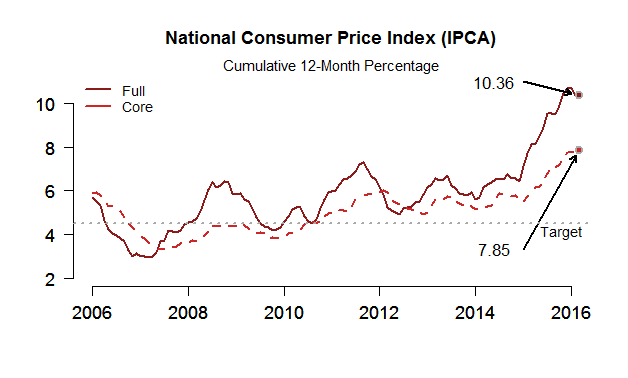 National Consumer Price Index (IPCA)
Cumulative 12-Month Percentage
Full
Core
10.36
10
8
6
4
2
Target
7.85
2006 2008 2010 2012 2014 2016